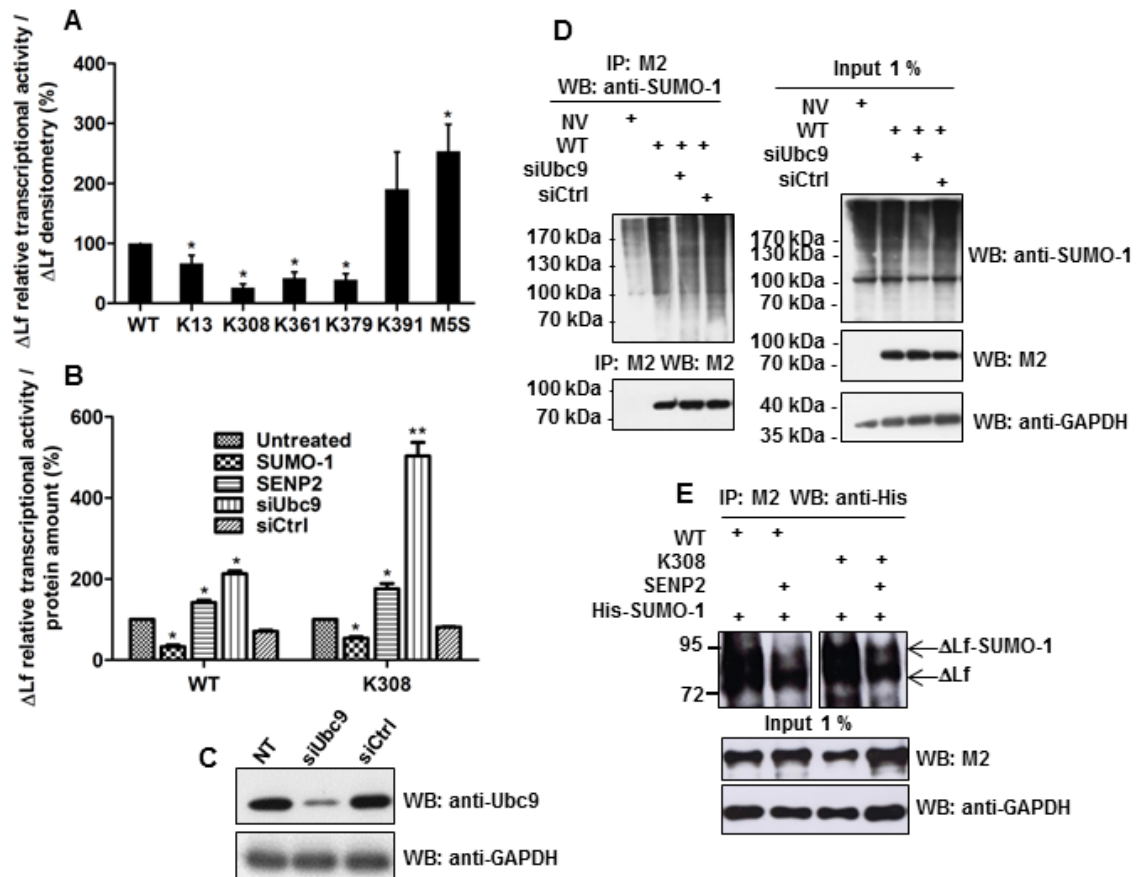 A
ΔLf relative transcriptional activity /
ΔLf densitometry (%)
400
300
200
100
0
WT K13 K308 K361 K379 K391 M5S
* * * * *
B
ΔLf relative transcriptional activity /
protein amount (%)
600
400
200
0
Untreated
SUMO-1
SENP2
siUbc9
siCtrl
* * * * * **
WT K308
C
NT siUbc9 siCtrl
WB: anti-Ubc9
WB: anti-GAPDH
D
IP: M2
WB: anti-SUMO-1
NV +
WT + + +
siUbc9 +
siCtrl +
170 kDa -
130 kDa -
100 kDa -
70 kDa -
IP: M2 WB: M2
100 kDa -
70 kDa -
Input 1 %
NV +
WT + + +
siUbc9 +
siCtrl +
170 kDa -
130 kDa -
100 kDa -
70 kDa -
WB: anti-SUMO-1
100 kDa -
70 kDa -
WB: M2
40 kDa -
35 kDa -
WB: anti-GAPDH
E
IP: M2 WB: anti-His
WT + +
K308 + +
SENP2 + +
His-SUMO-1 + + + +
95
72
ΔLf-SUMO-1
ΔLf
Input 1 %
WB: M2
WB: anti-GAPDH